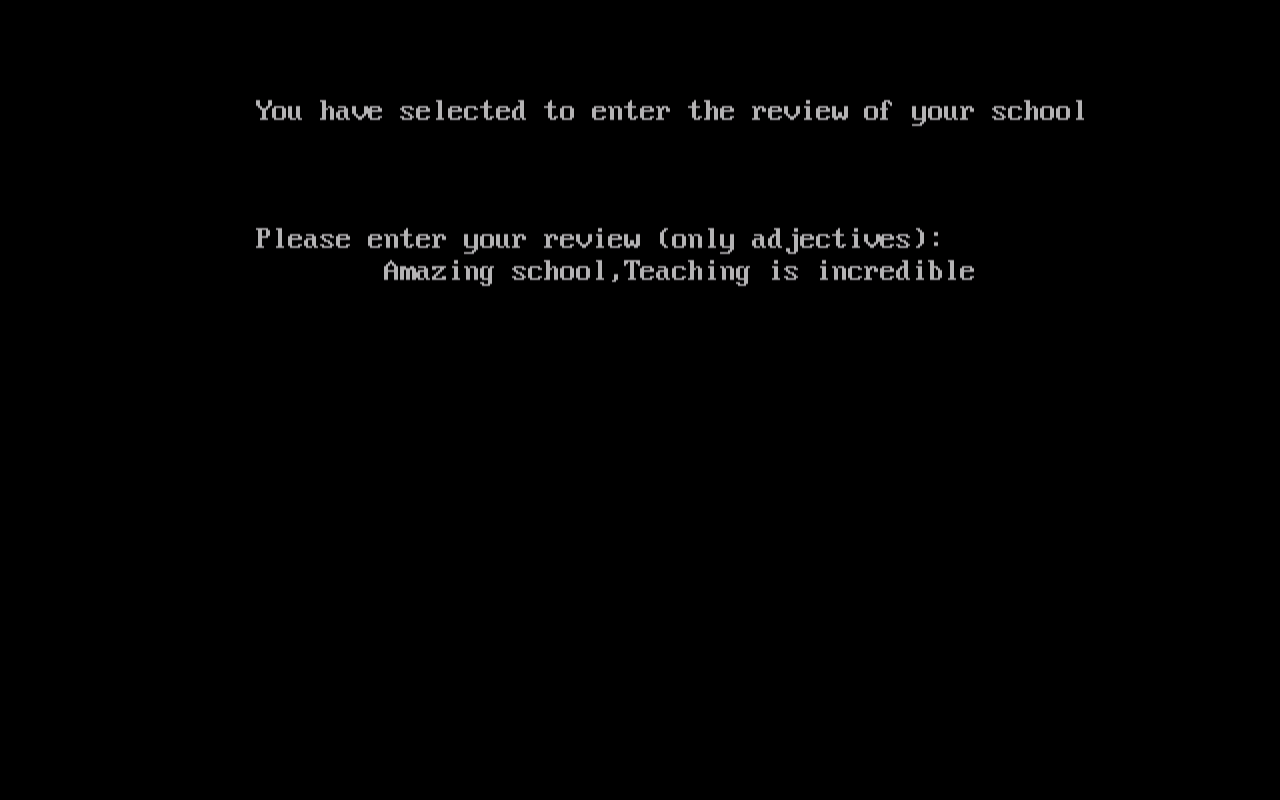 You have selected to enter the review of your school
Please enter your review (only adjectives):
Amazing school,Teaching is incredible